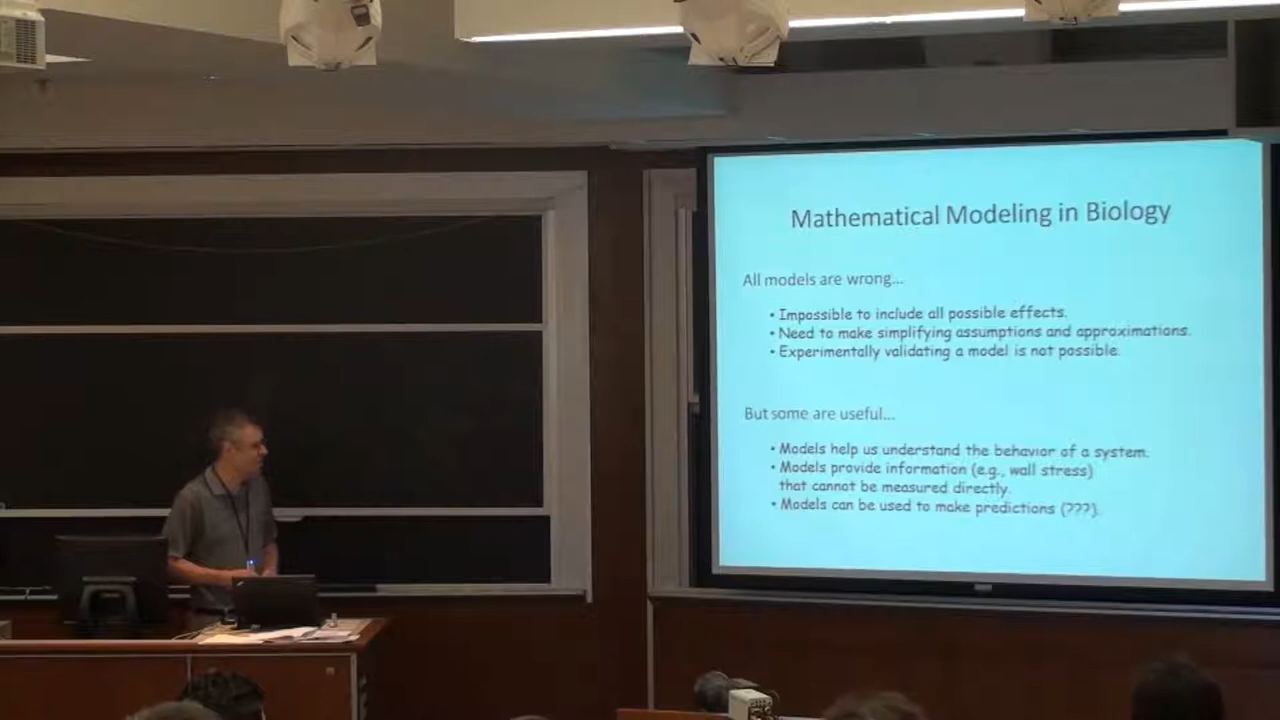 Mathematical Modeling in Biology
All models are wrong...
• Impossible to include all possible effects.
• Need to make simplifying assumptions and approximations.
• Experimentally validating a model is not possible.
But some are useful...
• Models help us understand the behavior of a system.
• Models provide information (e.g., wall stress)
that cannot be measured directly.
• Models can be used to make predictions (???).